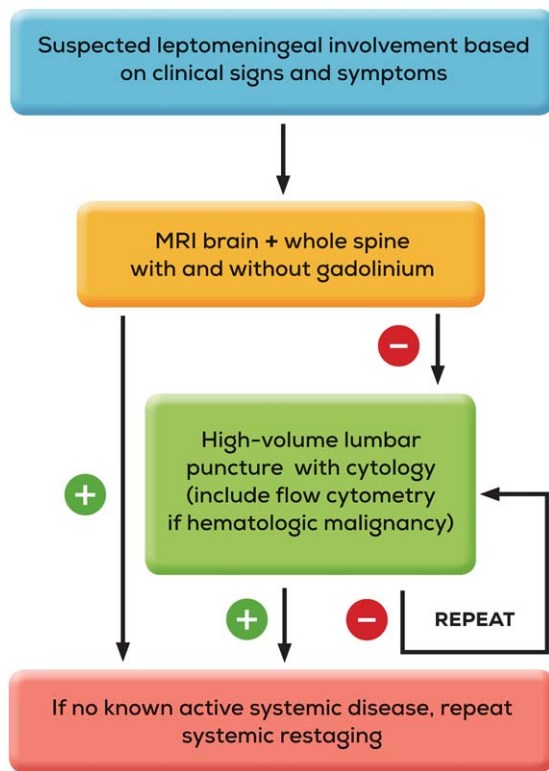 Suspected leptomeningeal involvement based
on clinical signs and symptoms
MRI brain + whole spine
with and without gadolinium
−
High-volume lumbar
puncture with cytology
(include flow cytometry
if hematologic malignancy)
+
+
−
REPEAT
If no known active systemic disease, repeat
systemic restaging